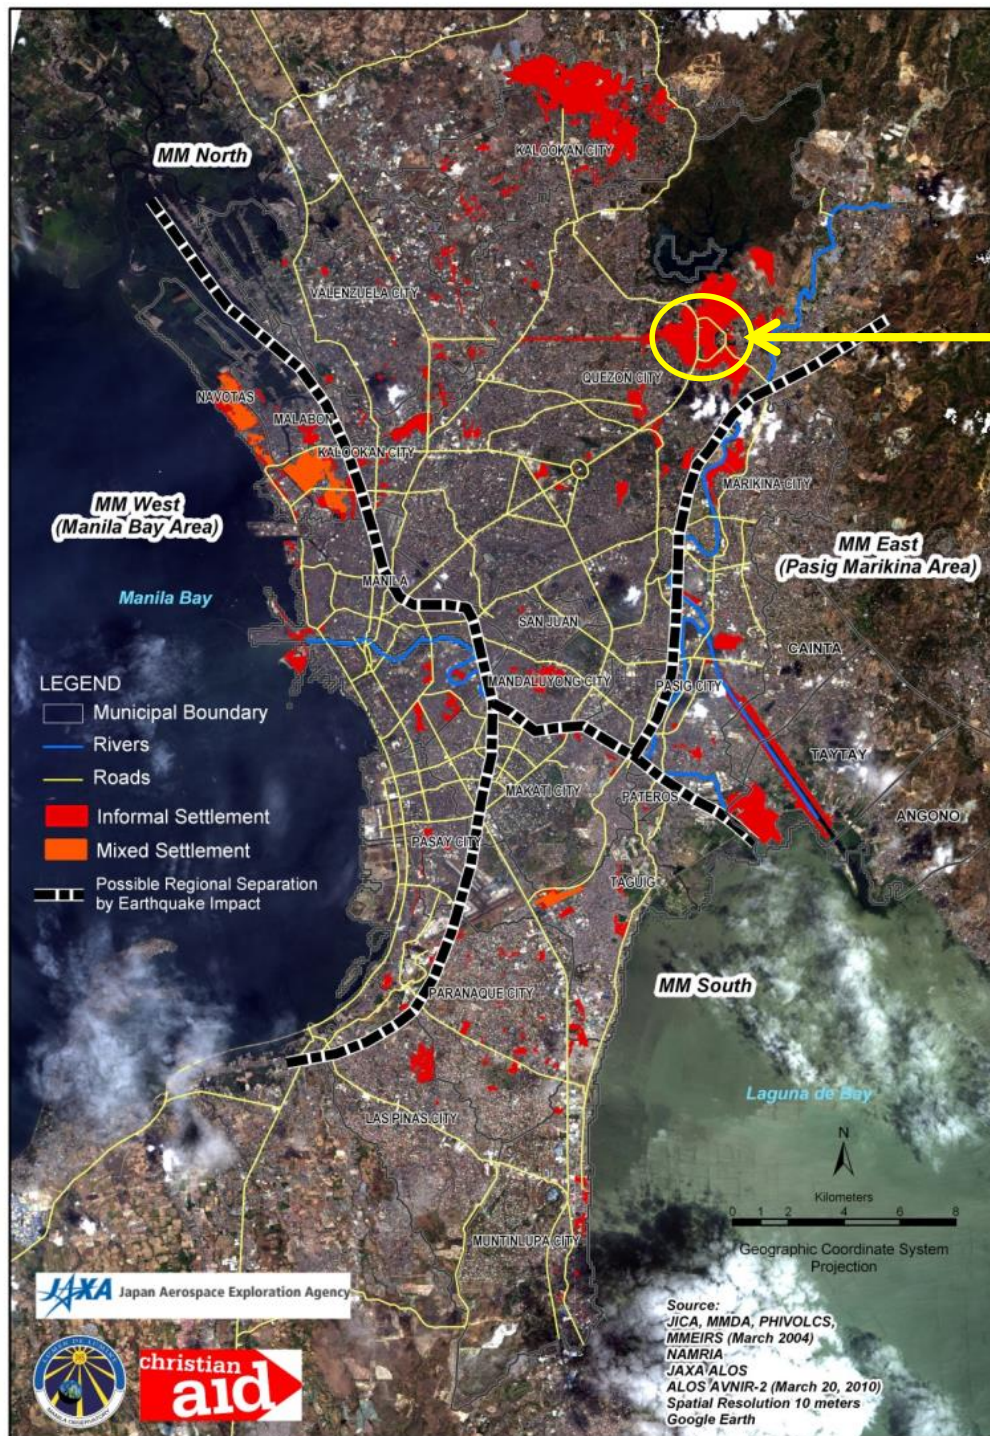 MM North
KALOOKAN CITY
VALENZUELA CITY
QUEZON CITY
NAVOTAS
MALABON
KALOOKAN CITY
MARIKINA CITY
MM West
(Manila Bay Area)
MM East
(Pasig Marikina Area)
Manila Bay
MANILA
SAN JUAN
CAINTA
MANDALUYONG CITY
PASIG CITY
LEGEND
Municipal Boundary
Rivers
Roads
Informal Settlement
Mixed Settlement
Possible Regional Separation
by Earthquake Impact
TAYTAY
MAKATI CITY
PATEROS
ANGONO
PASAY CITY
TAGUIG
MM South
PARANAQUE CITY
Laguna de Bay
LAS PINAS CITY
N
Kilometers
0 1 2 4 6 8
Geographic Coordinate System
Projection
MUNTINLUPA CITY
JAXA Japan Aerospace Exploration Agency
Source:
JICA, MMDA, PHIVOLCS,
MMEIRS (March 2004)
NAMRIA
JAXA ALOS
ALOS AVNIR-2 (March 20, 2010)
Spatial Resolution 10 meters
Google Earth
MANILA OBSERVATORY
christian
aid